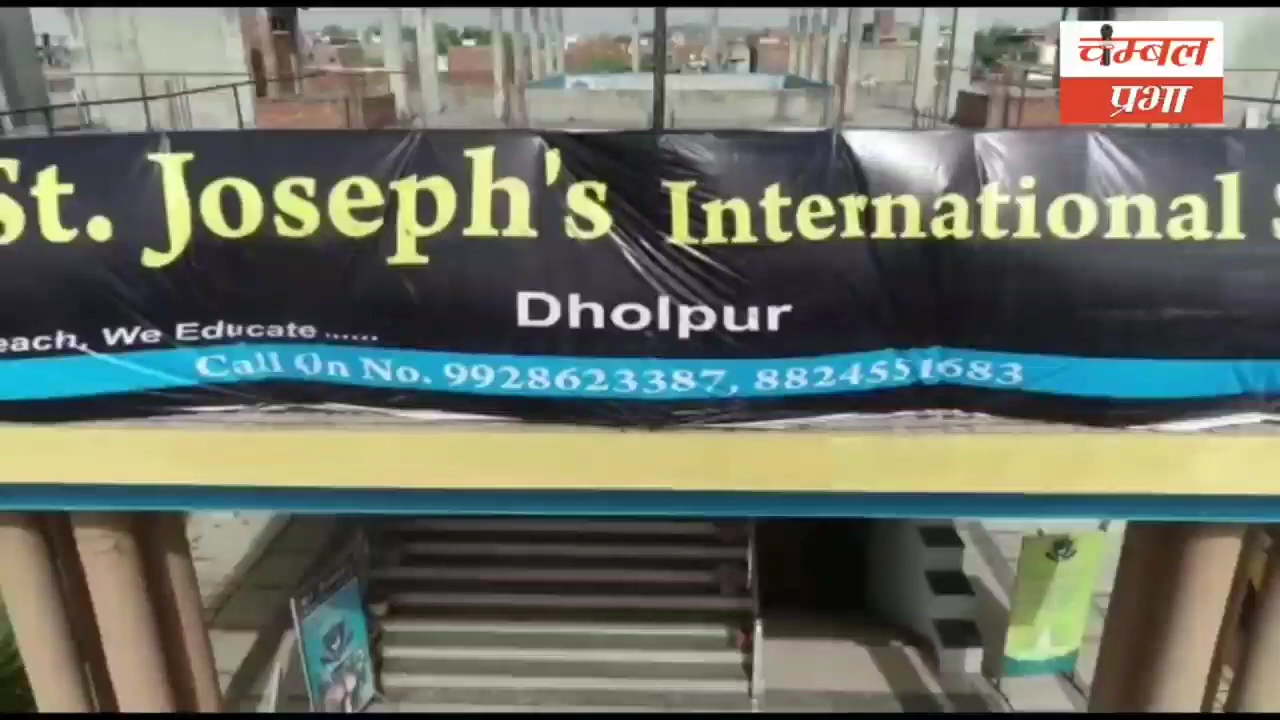 चम्बल
प्रभा
St. Joseph's International
Dholpur
each, We Educate ......
Call On No. 9928623387, 8824551683